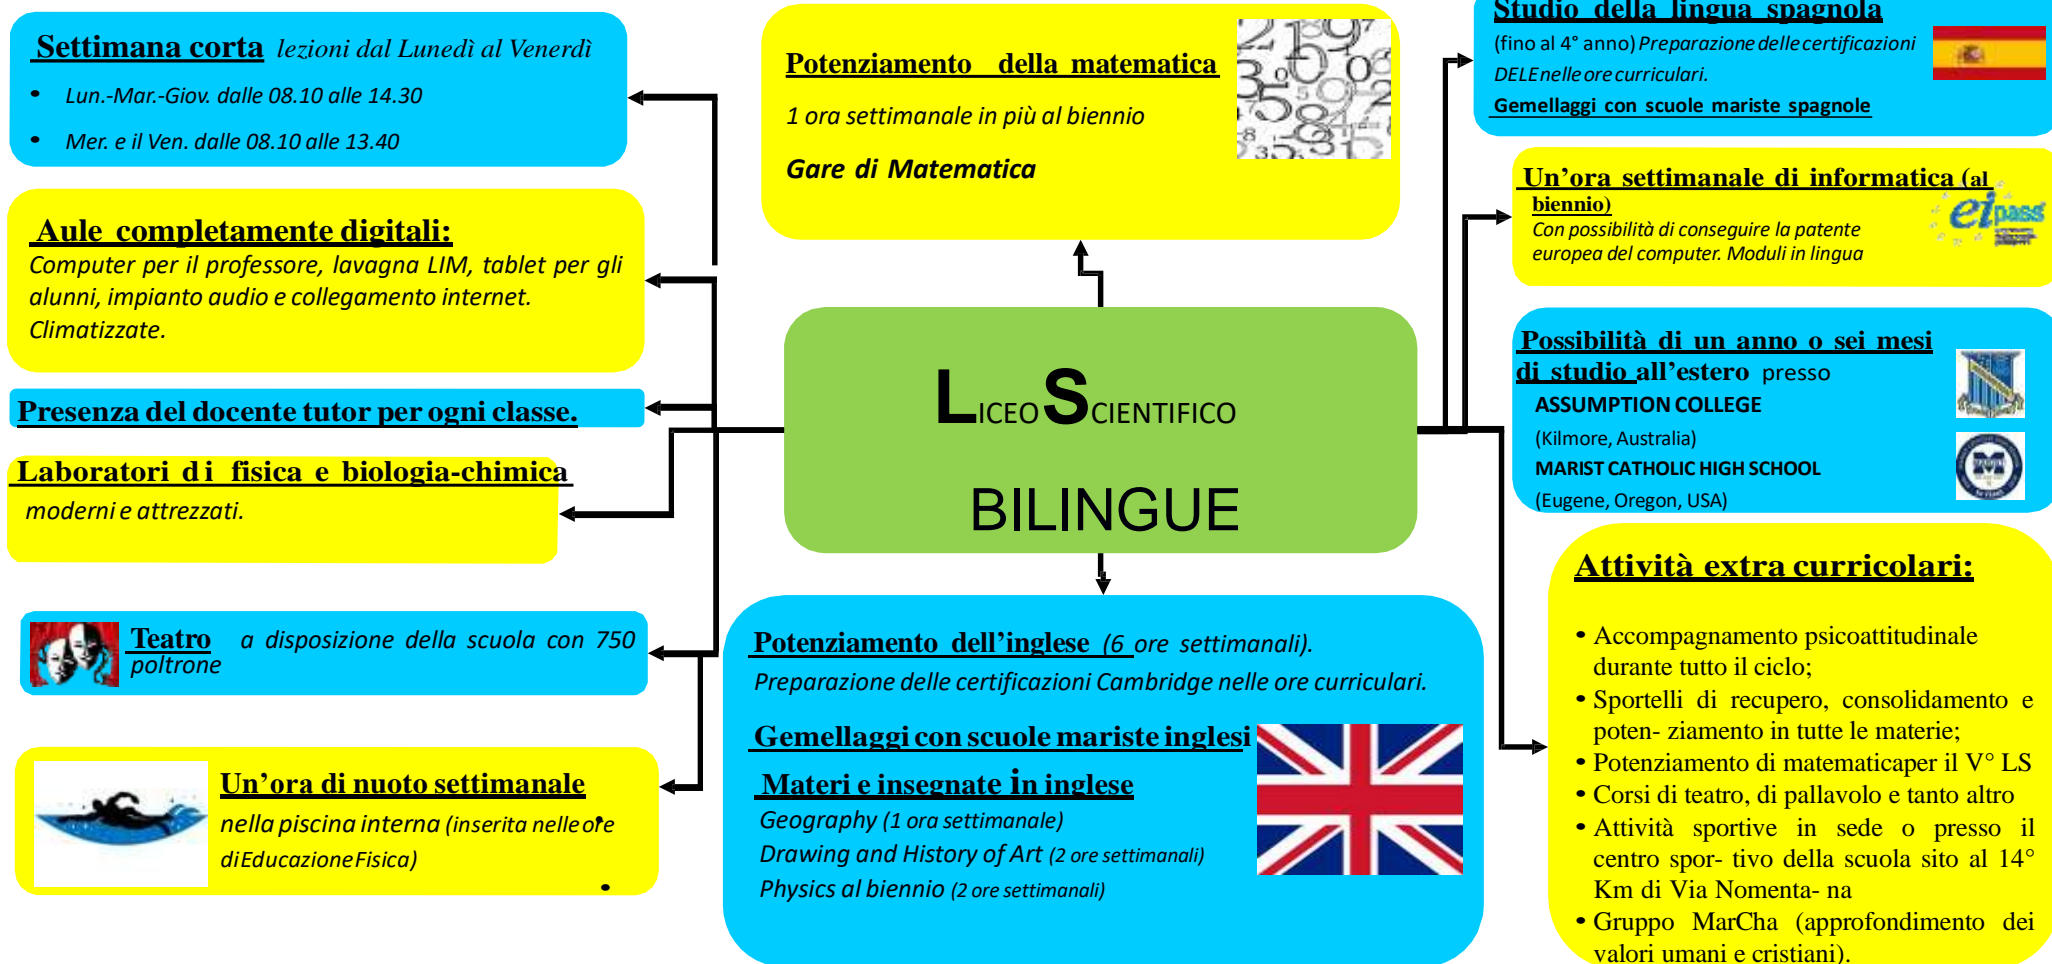 Settimana corta lezioni dal Lunedì al Venerdì
• Lun.-Mar.-Giov. dalle 08.10 alle 14.30
• Mer. e il Ven. dalle 08.10 alle 13.40
Aule completamente digitali:
Computer per il professore, lavagna LIM, tablet per gli
alunni, impianto audio e collegamento internet.
Climatizzate.
Presenza del docente tutor per ogni classe.
Laboratori di fisica e biologia-chimica
moderni e attrezzati.
Teatro a disposizione della scuola con 750
poltrone
Un’ora di nuoto settimanale
nella piscina interna (inserita nelle ore
di Educazione Fisica)
Potenziamento della matematica
1 ora settimanale in più al biennio
Gare di Matematica
LICEO SCIENTIFICO
BILINGUE
Potenziamento dell’inglese (6 ore settimanali).
Preparazione delle certificazioni Cambridge nelle ore curriculari.
Gemellaggi con scuole mariste inglesi
Materi e insegnate in inglese
Geography (1 ora settimanale)
Drawing and History of Art (2 ore settimanali)
Physics al biennio (2 ore settimanali)
Studio della lingua spagnola
(fino al 4° anno) Preparazione delle certificazioni
DELE nelle ore curriculari.
Gemellaggi con scuole mariste spagnole
Un’ora settimanale di informatica (al
biennio)
Con possibilità di conseguire la patente
europea del computer. Moduli in lingua
eipass
Possibilità di un anno o sei mesi
di studio all’estero presso
ASSUMPTION COLLEGE
(Kilmore, Australia)
MARIST CATHOLIC HIGH SCHOOL
(Eugene, Oregon, USA)
Attività extra curricolari:
• Accompagnamento psicoattitudinale
durante tutto il ciclo;
• Sportelli di recupero, consolidamento e
poten- ziamento in tutte le materie;
• Potenziamento di matematicaper il V° LS
• Corsi di teatro, di pallavolo e tanto altro
• Attività sportive in sede o presso il
centro spor- tivo della scuola sito al 14°
Km di Via Nomenta- na
• Gruppo MarCha (approfondimento dei
valori umani e cristiani).